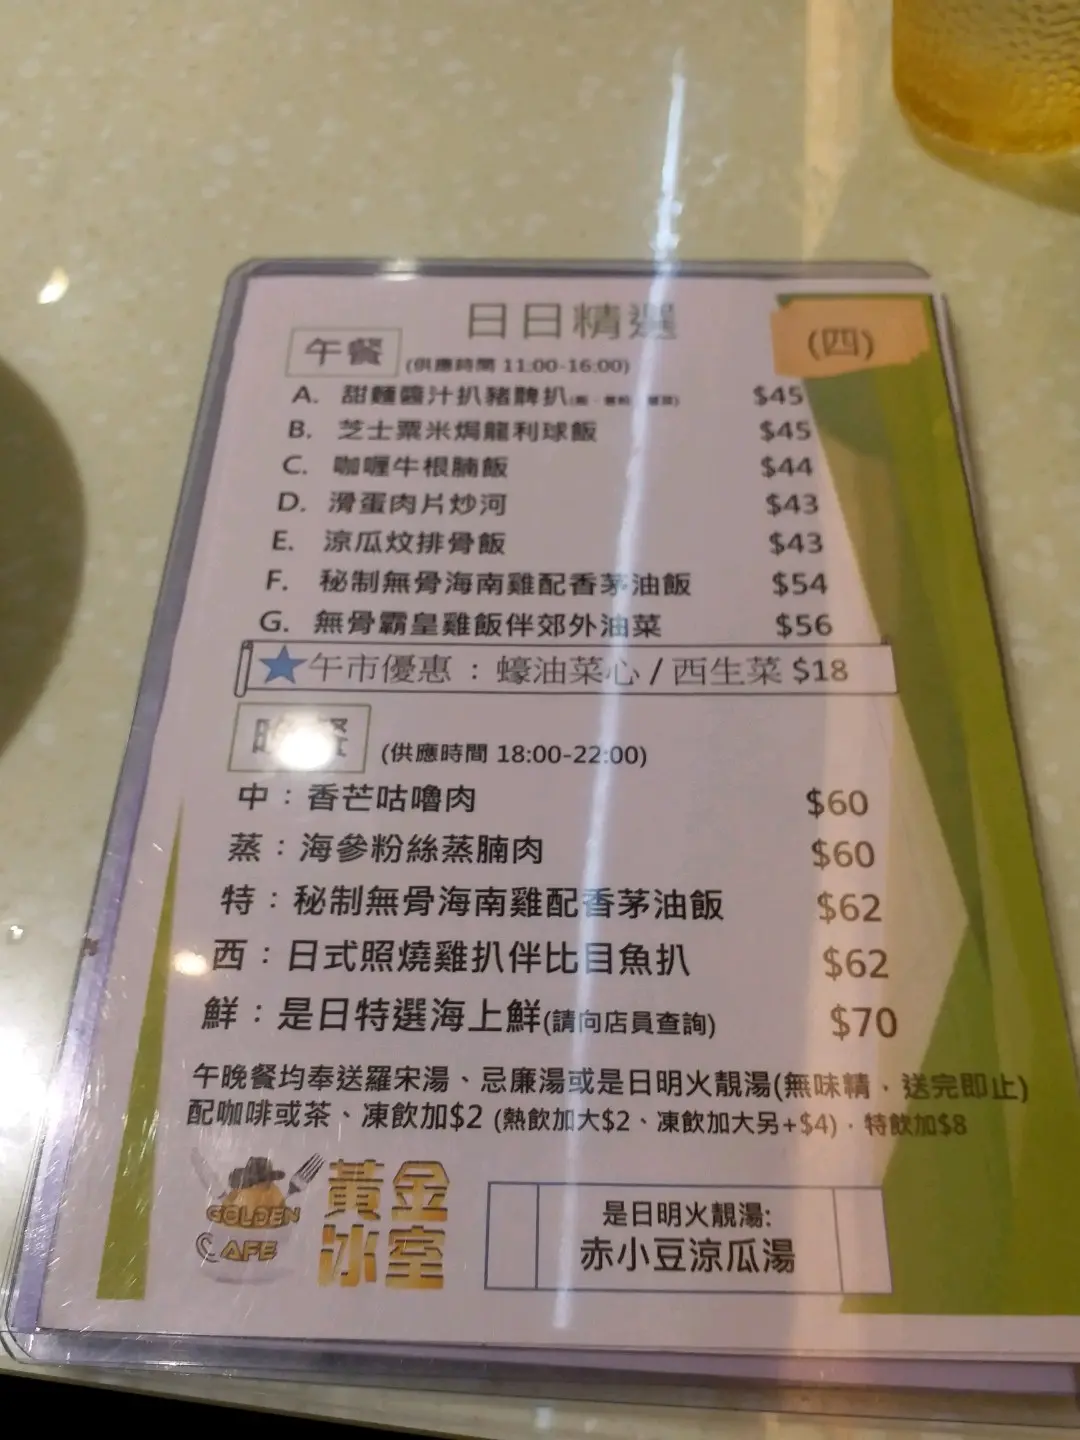 日日精選
(四)
午餐 (供應時間 11:00-16:00)
A. 甜麵醬汁扒豬髀扒 $45
B. 芝士粟米焗龍利球飯 $45
C. 咖喱牛根腩飯 $44
D. 滑蛋肉片炒河 $43
E. 涼瓜炆排骨飯 $43
F. 秘制無骨海南雞配香茅油飯 $54
G. 無骨霸皇雞飯伴郊外油菜 $56
午市優惠：蠔油菜心 / 西生菜 $18
晚餐 (供應時間 18:00-22:00)
中：香芒咕嚕肉 $60
蒸：海參粉絲蒸腩肉 $60
特：秘制無骨海南雞配香茅油飯 $62
西：日式照燒雞扒伴比目魚扒 $62
鮮：是日特選海上鮮(請向店員查詢) $70
午晚餐均奉送羅宋湯、忌廉湯或是日明火靚湯(無味精，送完即止)
配咖啡或茶、凍飲加$2 (熱飲加大$2、凍飲加大另+$4)，特飲加$8
GOLDEN
CAFE
黃金
冰室
是日明火靚湯:
赤小豆涼瓜湯